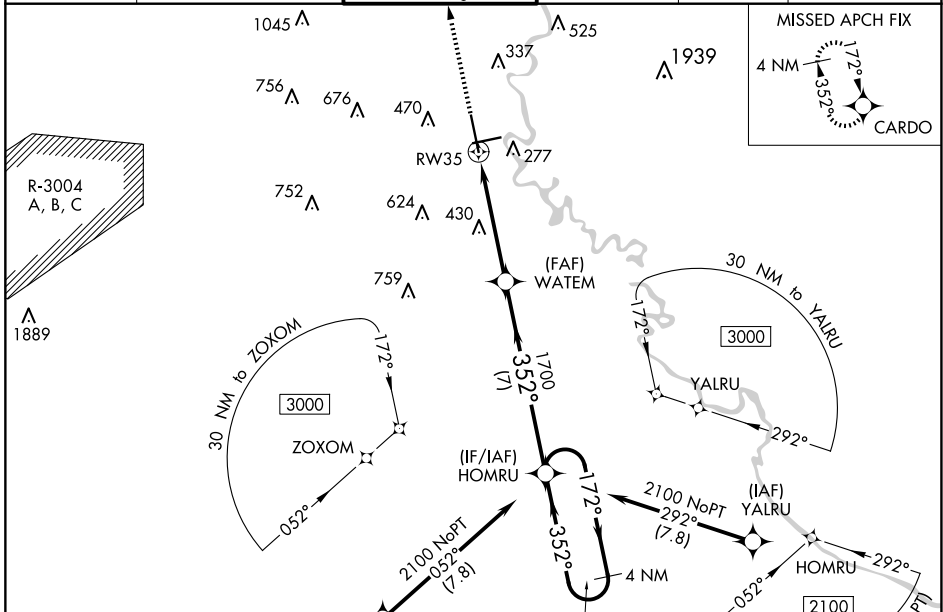 MISSED APCH FIX
4 NM
172°
352°
CARDO
1045
525
337
1939
756
676
470
RW35
277
R-3004
A, B, C
752
624
430
(FAF)
WATEM
759
1889
30 NM to ZOXOM
172°
3000
ZOXOM
052°
1700
352°
(7)
30 NM to YALRU
172°
3000
YALRU
292°
(IF/IAF)
HOMRU
172°
352°
4 NM
2100 NoPT
292°
(7.8)
(IAF)
YALRU
2100 NoPT
052°
(7.8)
HOMRU
292°
052°
2100